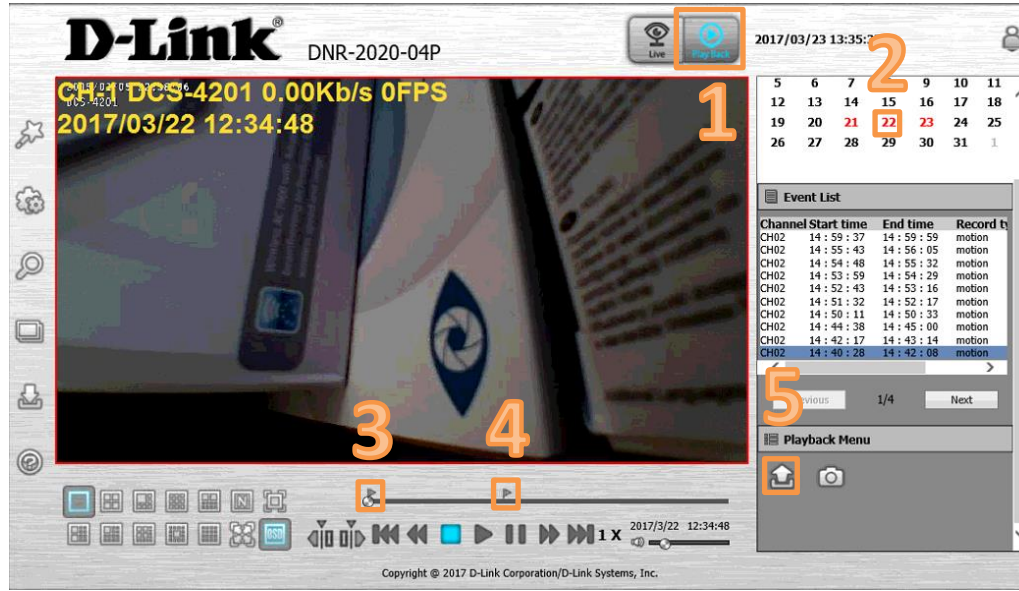 D-Link®
DNR-2020-04P
Live
Play Back
2017/03/23 13:35:
1
2
5 6 7 9 10 11
12 13 14 15 16 17 18
19 20 21 22 23 24 25
26 27 28 29 30 31 1
CH-1 DCS-4201 0.00Kb/s 0FPS
DCS-4201
2017/03/22 12:34:48
Event List
Channel Start time End time Record ty
CH02 14 : 59 : 37 14 : 59 : 59 motion
CH02 14 : 55 : 43 14 : 56 : 05 motion
CH02 14 : 54 : 48 14 : 55 : 32 motion
CH02 14 : 53 : 59 14 : 54 : 29 motion
CH02 14 : 52 : 43 14 : 53 : 16 motion
CH02 14 : 51 : 32 14 : 52 : 17 motion
CH02 14 : 50 : 11 14 : 50 : 33 motion
CH02 14 : 44 : 38 14 : 45 : 00 motion
CH02 14 : 42 : 17 14 : 43 : 14 motion
CH02 14 : 40 : 28 14 : 42 : 08 motion
1/4 Next
5
Playback Menu
3
4
N
OSD
1 X
2017/3/22 12:34:48
Copyright @ 2017 D-Link Corporation/D-Link Systems, Inc.